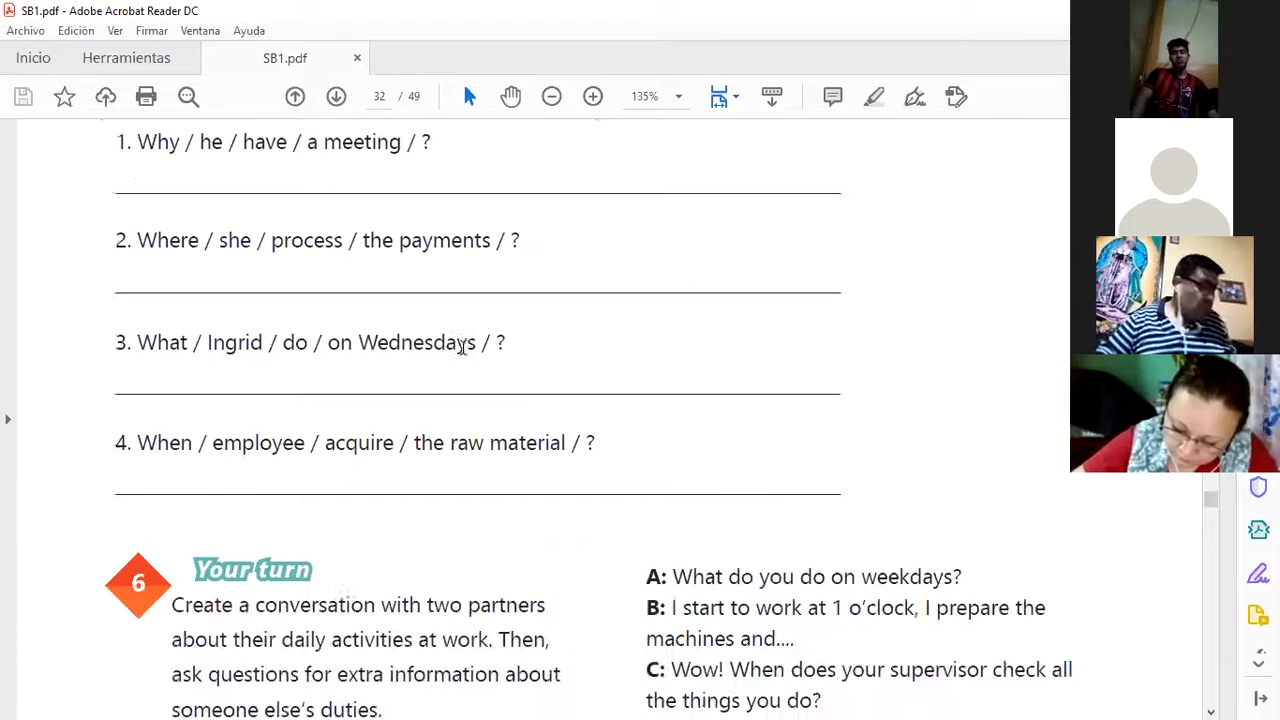 SB1.pdf - Adobe Acrobat Reader DC
Archivo Edición Ver Firmar Ventana Ayuda
Inicio Herramientas SB1.pdf ×
32 / 49 135%
1. Why / he / have / a meeting / ?
2. Where / she / process / the payments / ?
3. What / Ingrid / do / on Wednesdays / ?
4. When / employee / acquire / the raw material / ?
6 Your turn
Create a conversation with two partners
about their daily activities at work. Then,
ask questions for extra information about
someone else's duties.
A: What do you do on weekdays?
B: I start to work at 1 o'clock, I prepare the
machines and....
C: Wow! When does your supervisor check all
the things you do?